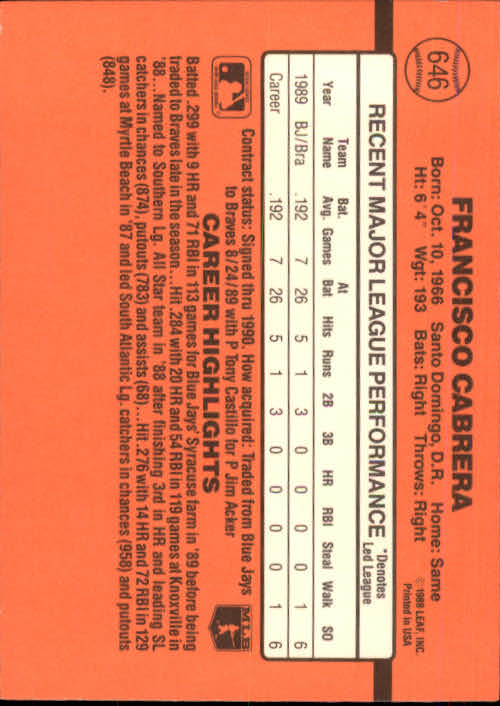 646
FRANCISCO CABRERA
Born: Oct. 10, 1966 Santo Domingo, D.R. Home: Same
Ht: 6' 4" Wgt: 193 Bats: Right Throws: Right
© 1989 LEAF, INC.
Printed in USA
RECENT MAJOR LEAGUE PERFORMANCE
*Denotes
Led League
Year Team Name Bat. Avg. Games At Bat Hits Runs 2B 3B HR RBI Steal Walk SO
1989 BJ/Bra .192 7 26 5 1 3 0 0 0 0 1 6
Career .192 7 26 5 1 3 0 0 0 0 1 6
Contract status: Signed thru 1990. How acquired: Traded from Blue Jays
to Braves 8/24/89 with P Tony Castillo for P Jim Acker
MLB
CAREER HIGHLIGHTS
Batted .299 with 9 HR and 71 RBI in 113 games for Blue Jays' Syracuse farm in '89 before being
traded to Braves late in the season...Hit .284 with 20 HR and 54 RBI in 119 games at Knoxville in
'88...Named to Southern Lg. All Star team in '88 after finishing 3rd in HR and leading SL
catchers in chances (874), putouts (783) and assists (68)...Hit .276 with 14 HR and 72 RBI in 129
games at Myrtle Beach in '87 and led South Atlantic Lg. catchers in chances (958) and putouts
(848).